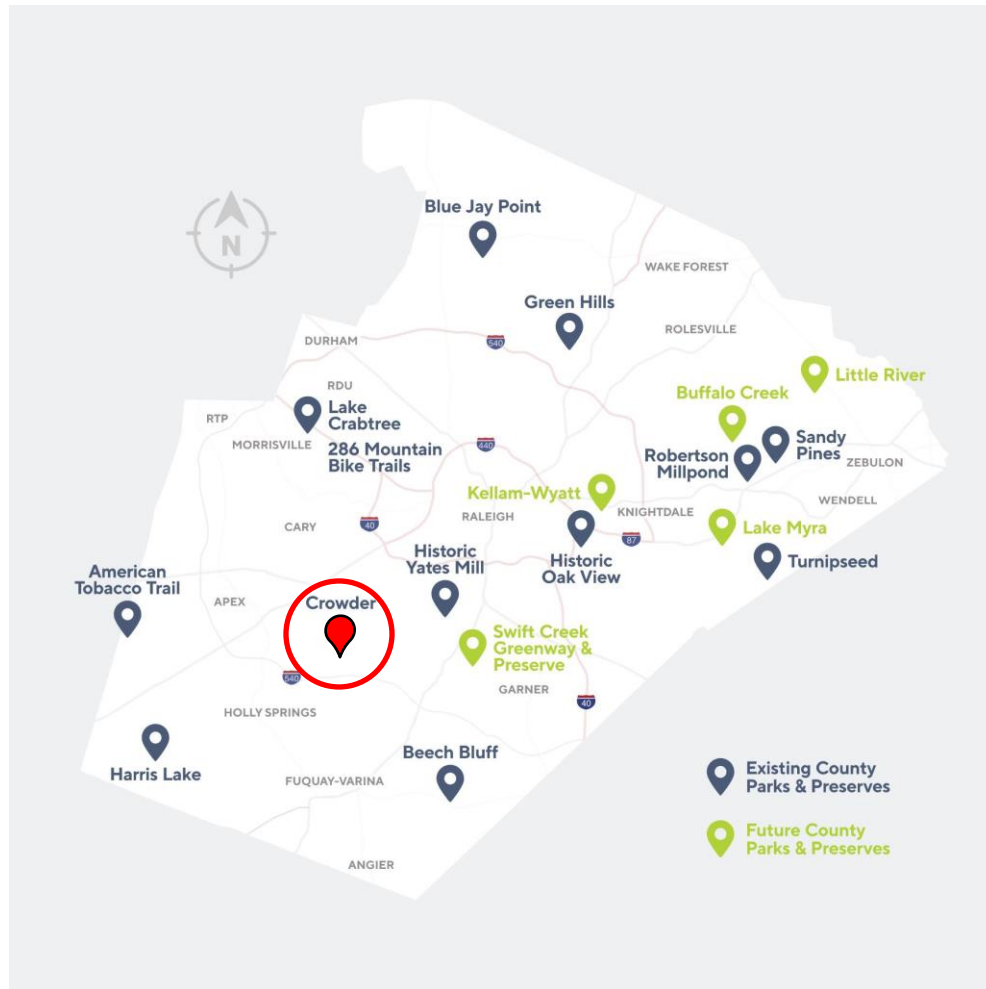 Blue Jay Point
N
WAKE FOREST
Green Hills
ROLESVILLE
540
DURHAM
Little River
RDU
Buffalo Creek
Lake
Crabtree
RTP
MORRISVILLE
286 Mountain
Bike Trails
440
Sandy
Pines
Robertson
Millpond
ZEBULON
Kellam-Wyatt
WENDELL
KNIGHTDALE
RALEIGH
CARY
40
Lake Myra
87
Historic
Yates Mill
Historic
Oak View
Turnipseed
American
Tobacco Trail
APEX
Crowder
Swift Creek
Greenway &
Preserve
540
GARNER
40
HOLLY SPRINGS
Beech Bluff
Harris Lake
FUQUAY-VARINA
Existing County
Parks & Preserves
Future County
Parks & Preserves
ANGIER